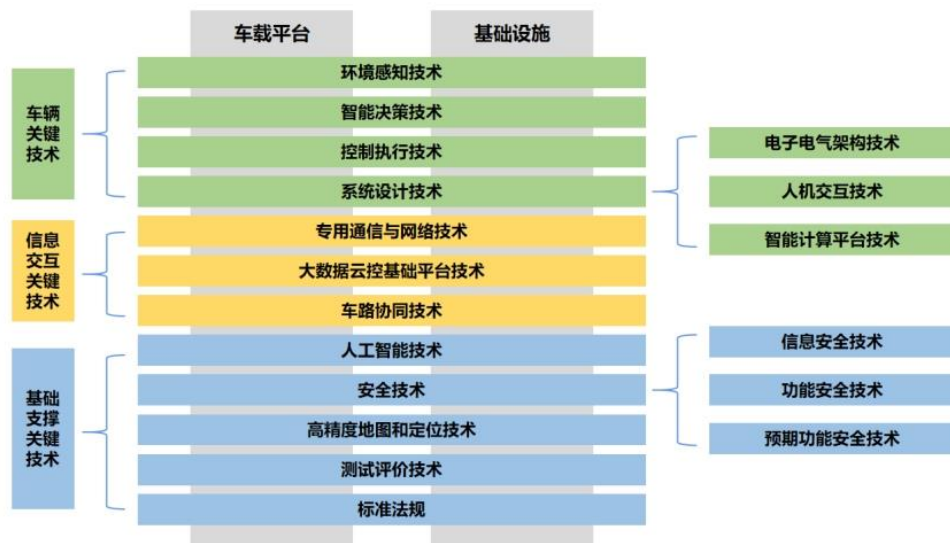 车载平台
基础设施
车辆
关键
技术
环境感知技术
智能决策技术
控制执行技术
系统设计技术
电子电气架构技术
人机交互技术
智能计算平台技术
信息
交互
关键
技术
专用通信与网络技术
大数据云控基础平台技术
车路协同技术
基础
支撑
关键
技术
人工智能技术
安全技术
高精度地图和定位技术
测试评价技术
标准法规
信息安全技术
功能安全技术
预期功能安全技术